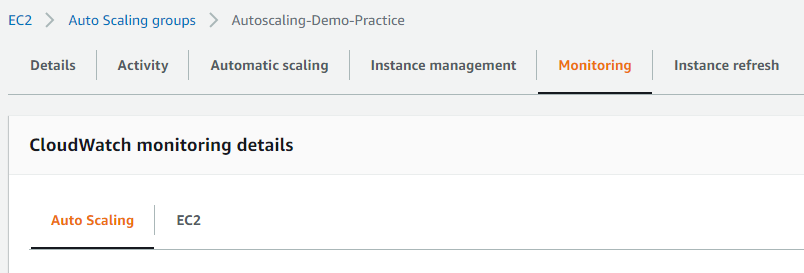 EC2 > Auto Scaling groups > Autoscaling-Demo-Practice
Details Activity Automatic scaling Instance management Monitoring Instance refresh
CloudWatch monitoring details
Auto Scaling EC2